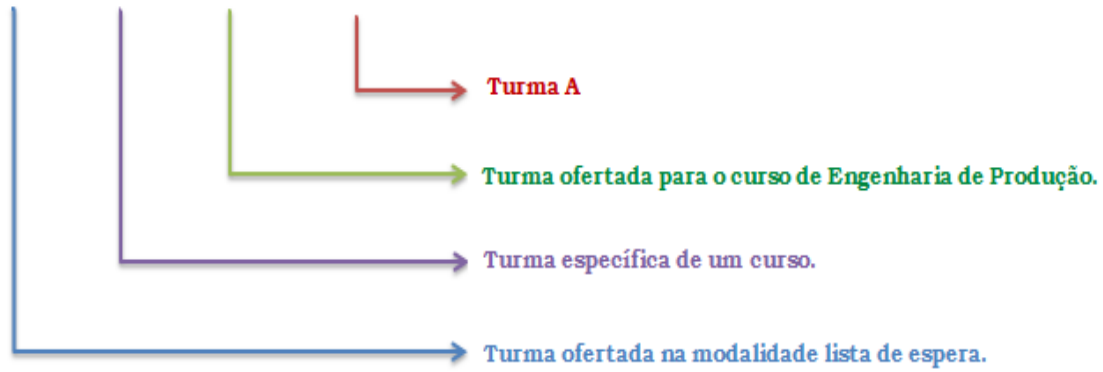 Turma A
Turma ofertada para o curso de Engenharia de Produção.
Turma específica de um curso.
Turma ofertada na modalidade lista de espera.